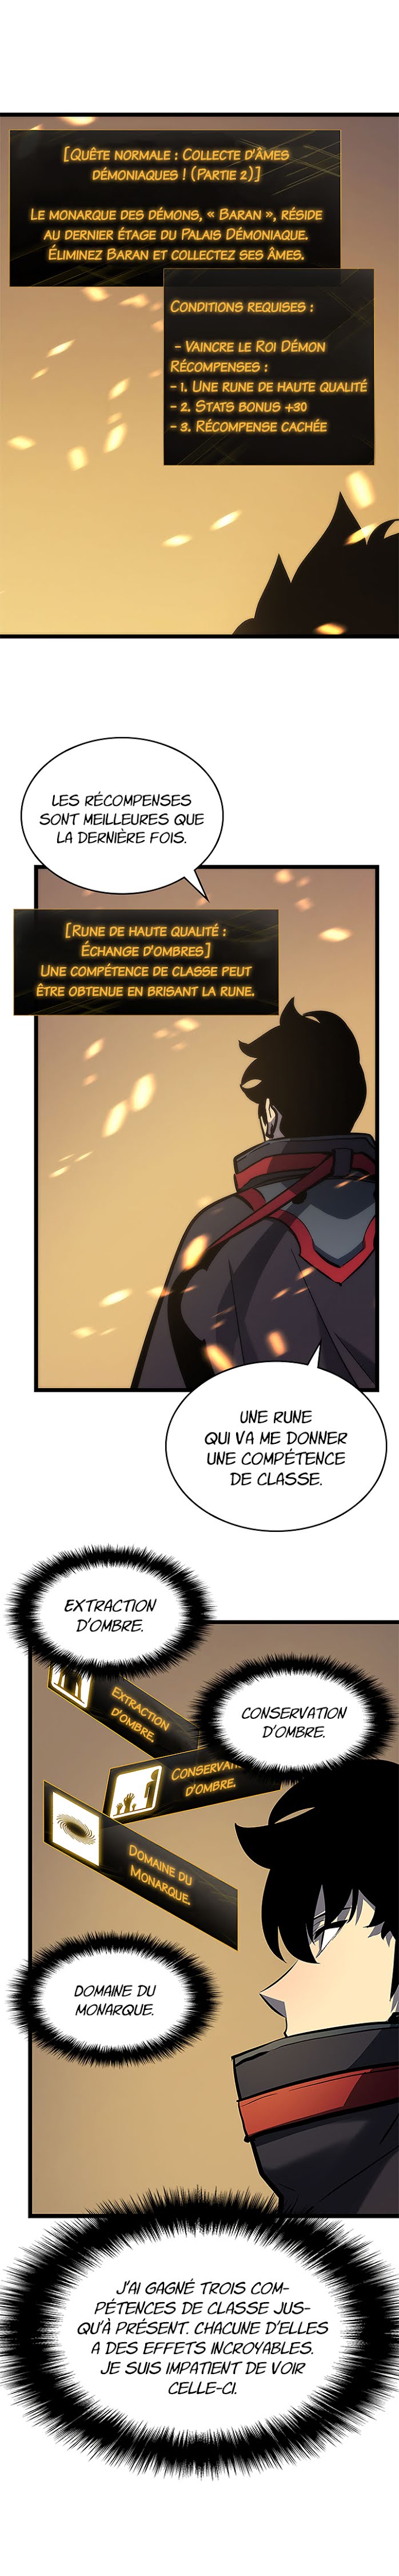 [Quête normale : Collecte d'âmes
démoniaques ! (Partie 2)]
Le monarque des démons, « Baran », réside
au dernier étage du Palais Démoniaque.
Éliminez Baran et collectez ses âmes.
Conditions requises :
- Vaincre le Roi Démon
Récompenses :
- 1. Une rune de haute qualité
- 2. Stats bonus +30
- 3. Récompense cachée
LES RÉCOMPENSES
SONT MEILLEURES QUE
LA DERNIÈRE FOIS.
[Rune de haute qualité :
Échange d'ombres]
Une compétence de classe peut
être obtenue en brisant la rune.
UNE RUNE
QUI VA ME DONNER
UNE COMPÉTENCE
DE CLASSE.
EXTRACTION
D'OMBRE.
Extraction
d'ombre.
CONSERVATION
D'OMBRE.
d'ombre.
Domaine du
Monarque.
DOMAINE DU
MONARQUE.
J'AI GAGNÉ TROIS COM-
PÉTENCES DE CLASSE JUS-
QU'À PRÉSENT. CHACUNE D'ELLES
A DES EFFETS INCROYABLES.
JE SUIS IMPATIENT DE VOIR
CELLE-CI.